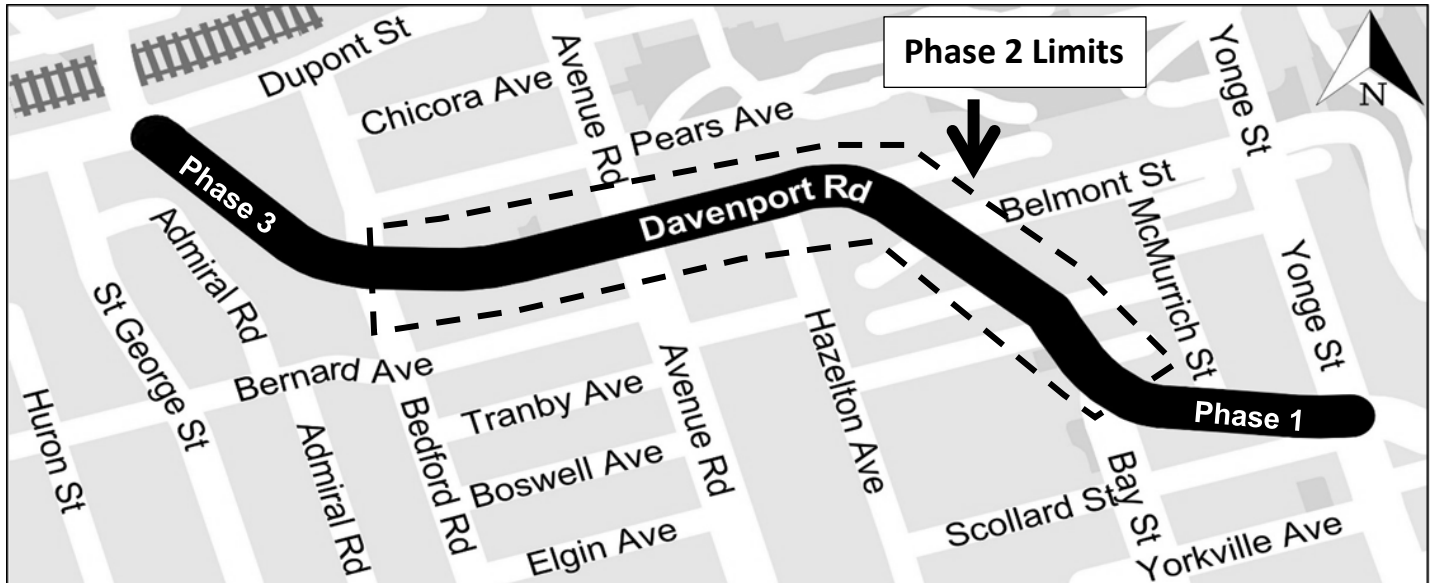 Dupont St
Chicora Ave
Avenue Rd
Pears Ave
Phase 2 Limits
Yonge St
N
Phase 3
Davenport Rd
Belmont St
McMurrich St
Yonge St
Admiral Rd
St George St
Huron St
Bernard Ave
Admiral Rd
Bedford Rd
Tranby Ave
Boswell Ave
Elgin Ave
Avenue Rd
Hazelton Ave
Phase 1
Scollard St
Bay St
Yorkville Ave